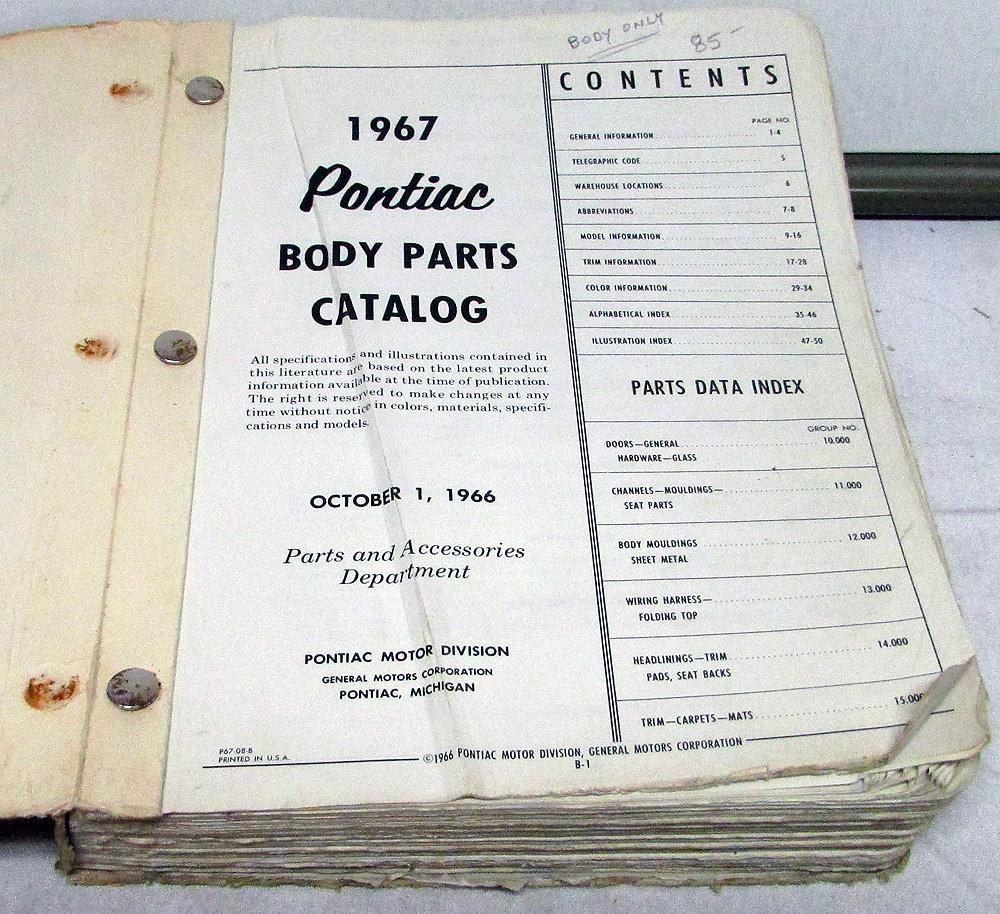 BODY ONLY
85-
1967
Pontiac
BODY PARTS
CATALOG
All specifications and illustrations contained in
this literature are based on the latest product
information available at the time of publication.
The right is reserved to make changes at any
time without notice in colors, materials, specifi-
cations and models.
OCTOBER 1, 1966
Parts and Accessories
Department
PONTIAC MOTOR DIVISION
GENERAL MOTORS CORPORATION
PONTIAC, MICHIGAN
P67-08-B
PRINTED IN U.S.A.
©1966 PONTIAC MOTOR DIVISION, GENERAL MOTORS CORPORATION
B-1
CONTENTS
PAGE NO.
GENERAL INFORMATION 1-4
TELEGRAPHIC CODE 5
WAREHOUSE LOCATIONS 6
ABBREVIATIONS 7-8
MODEL INFORMATION 9-16
TRIM INFORMATION 17-28
COLOR INFORMATION 29-34
ALPHABETICAL INDEX 35-46
ILLUSTRATION INDEX 47-50
PARTS DATA INDEX
GROUP NO.
DOORS—GENERAL 10.000
HARDWARE—GLASS
CHANNELS—MOULDINGS— 11.000
SEAT PARTS
BODY MOULDINGS 12.000
SHEET METAL
WIRING HARNESS— 13.000
FOLDING TOP
HEADLININGS—TRIM 14.000
PADS, SEAT BACKS
TRIM—CARPETS—MATS 15.000